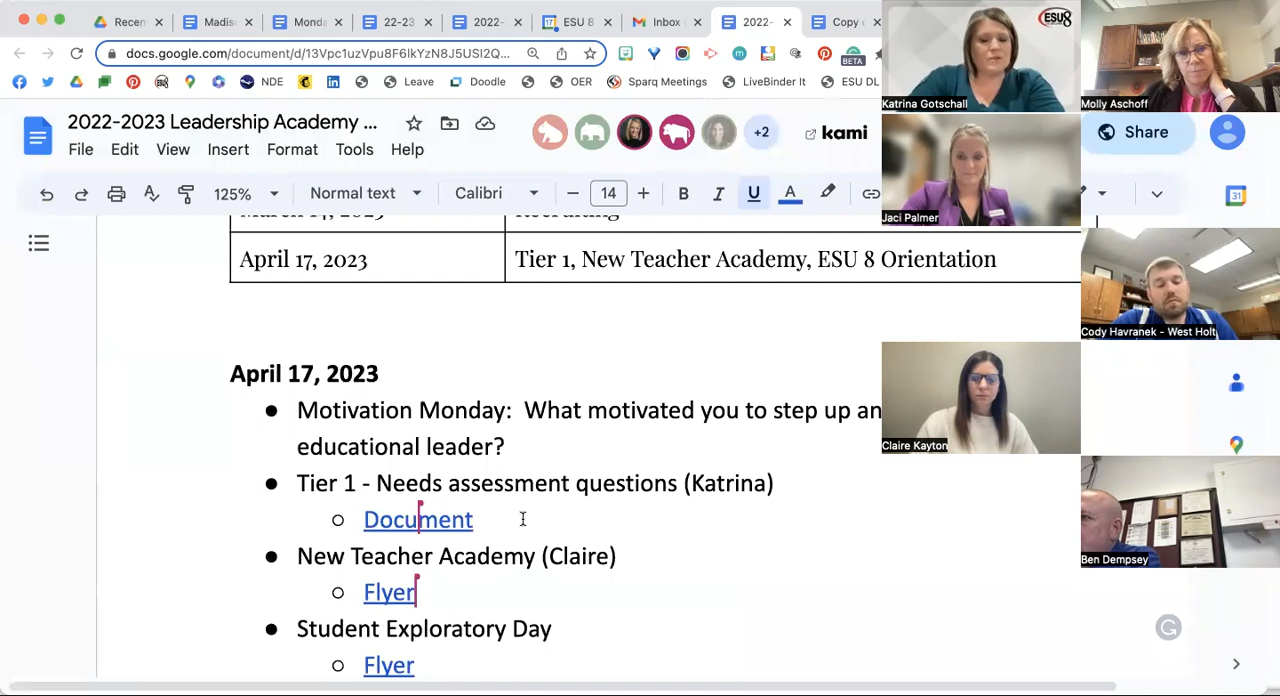 Recen
Madis
Mond
22-23
2022-
ESU 8
Inbox
2022-
Copy c
docs.google.com/document/d/13Vpc1uzVpu8F6lkYzN8J5USI2Q...
BETA
NDE
Leave
Doodle
OER
Sparq Meetings
LiveBinder It
ESU DL
2022-2023 Leadership Academy ...
+2
kami
Share
File Edit View Insert Format Tools Help
125% Normal text Calibri 14 B I U A
31
April 17, 2023
Tier 1, New Teacher Academy, ESU 8 Orientation
April 17, 2023
Motivation Monday: What motivated you to step up an
educational leader?
Tier 1 - Needs assessment questions (Katrina)
Document
New Teacher Academy (Claire)
Flyer
Student Exploratory Day
Flyer
ESU8
Katrina Gotschall
Molly Aschoff
Jaci Palmer
Cody Havranek - West Holt
Claire Kayton
Ben Dempsey